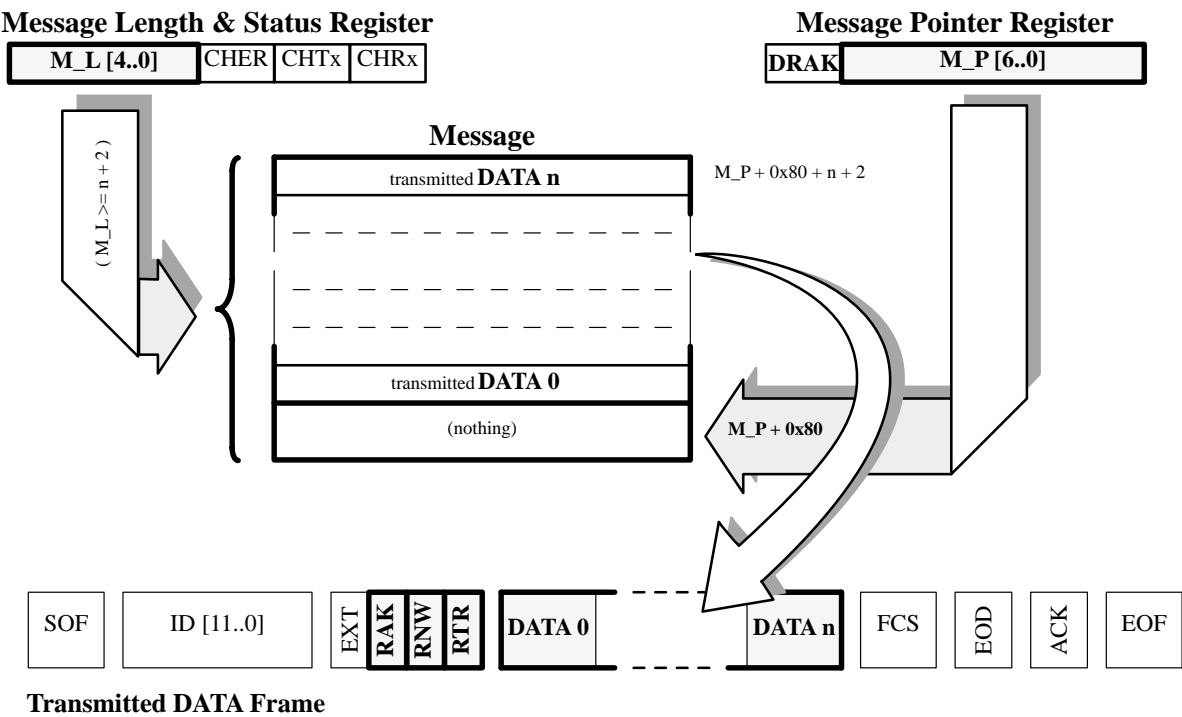 Message Length & Status Register
Message Pointer Register
M_L [4..0] CHER CHTx CHRx
DRAK M_P [6..0]
( M_L >= n + 2 )
Message
transmitted DATA n
M_P + 0x80 + n + 2
transmitted DATA 0
(nothing)
M_P + 0x80
SOF ID [11..0] EXT RAK RNW RTR DATA 0 DATA n FCS EOD ACK EOF
Transmitted DATA Frame